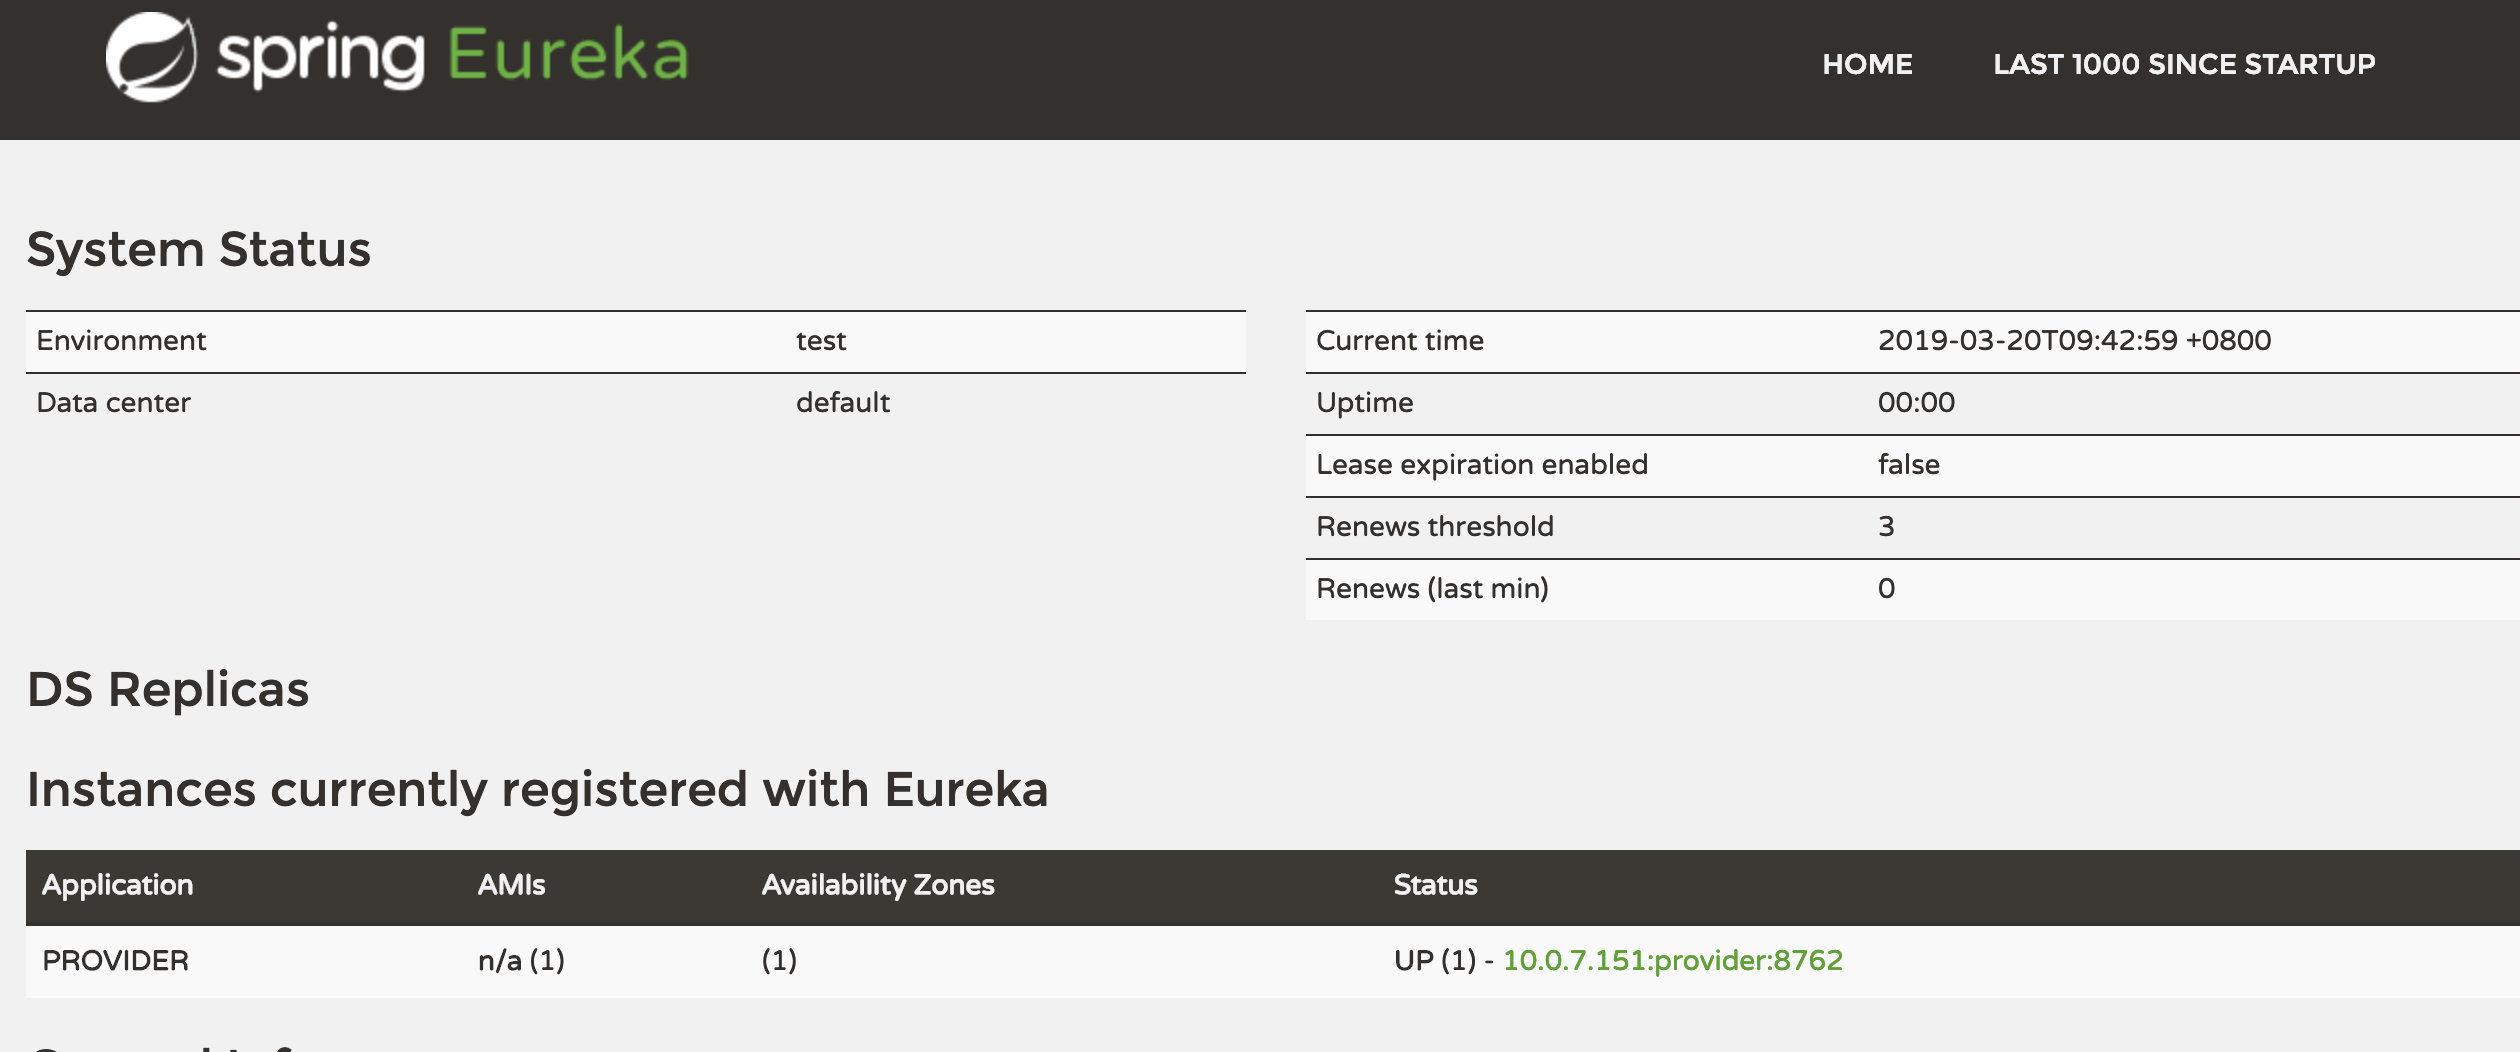 spring Eureka
HOME LAST 1000 SINCE STARTUP
System Status
Environment test
Data center default
Current time 2019-03-20T09:42:59 +0800
Uptime 00:00
Lease expiration enabled false
Renews threshold 3
Renews (last min) 0
DS Replicas
Instances currently registered with Eureka
Application AMIs Availability Zones Status
PROVIDER n/a (1) (1) UP (1) - 10.0.7.151:provider:8762